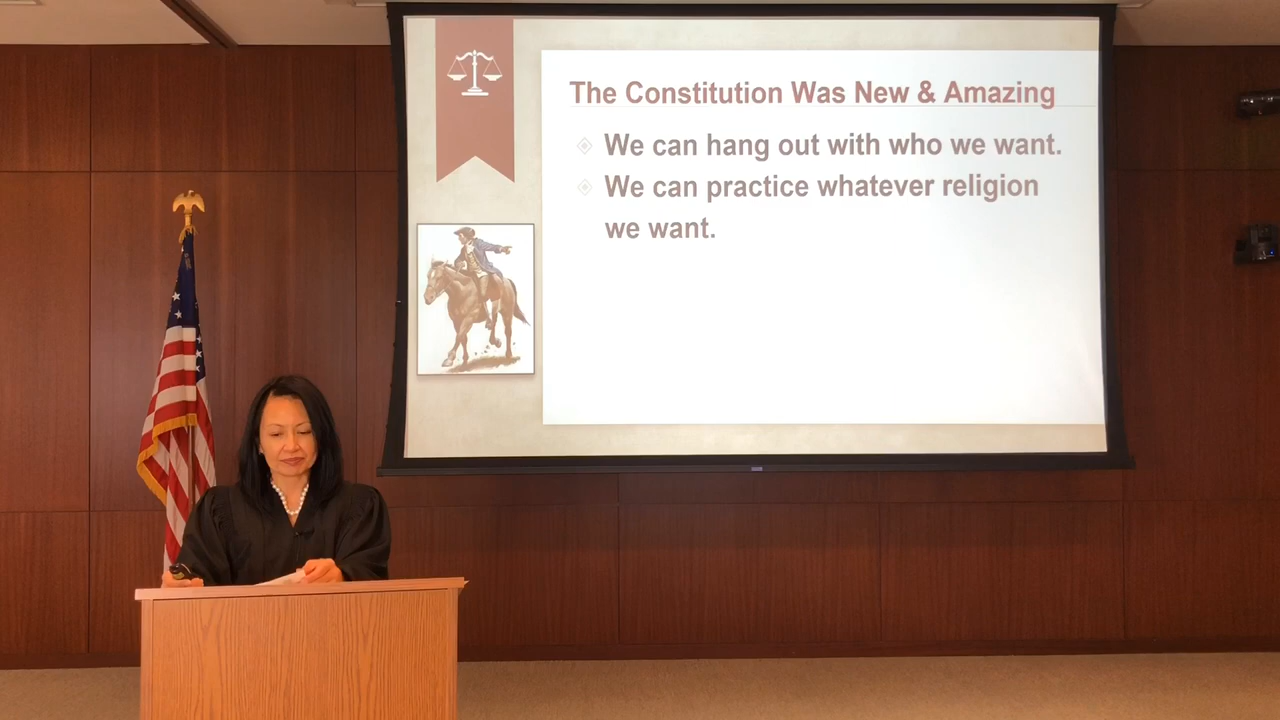 The Constitution Was New & Amazing
We can hang out with who we want.
We can practice whatever religion
we want.